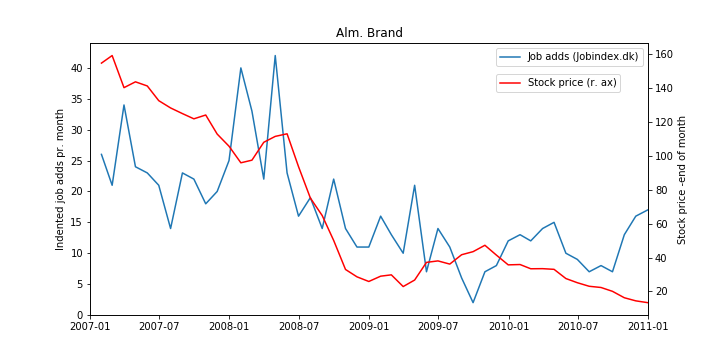 Alm. Brand
Job adds (Jobindex.dk)
Stock price (r. ax)
Indented job adds pr. month
40
35
30
25
20
15
10
5
0
160
140
120
100
80
60
40
20
Stock price -end of month
2007-01 2007-07 2008-01 2008-07 2009-01 2009-07 2010-01 2010-07 2011-01